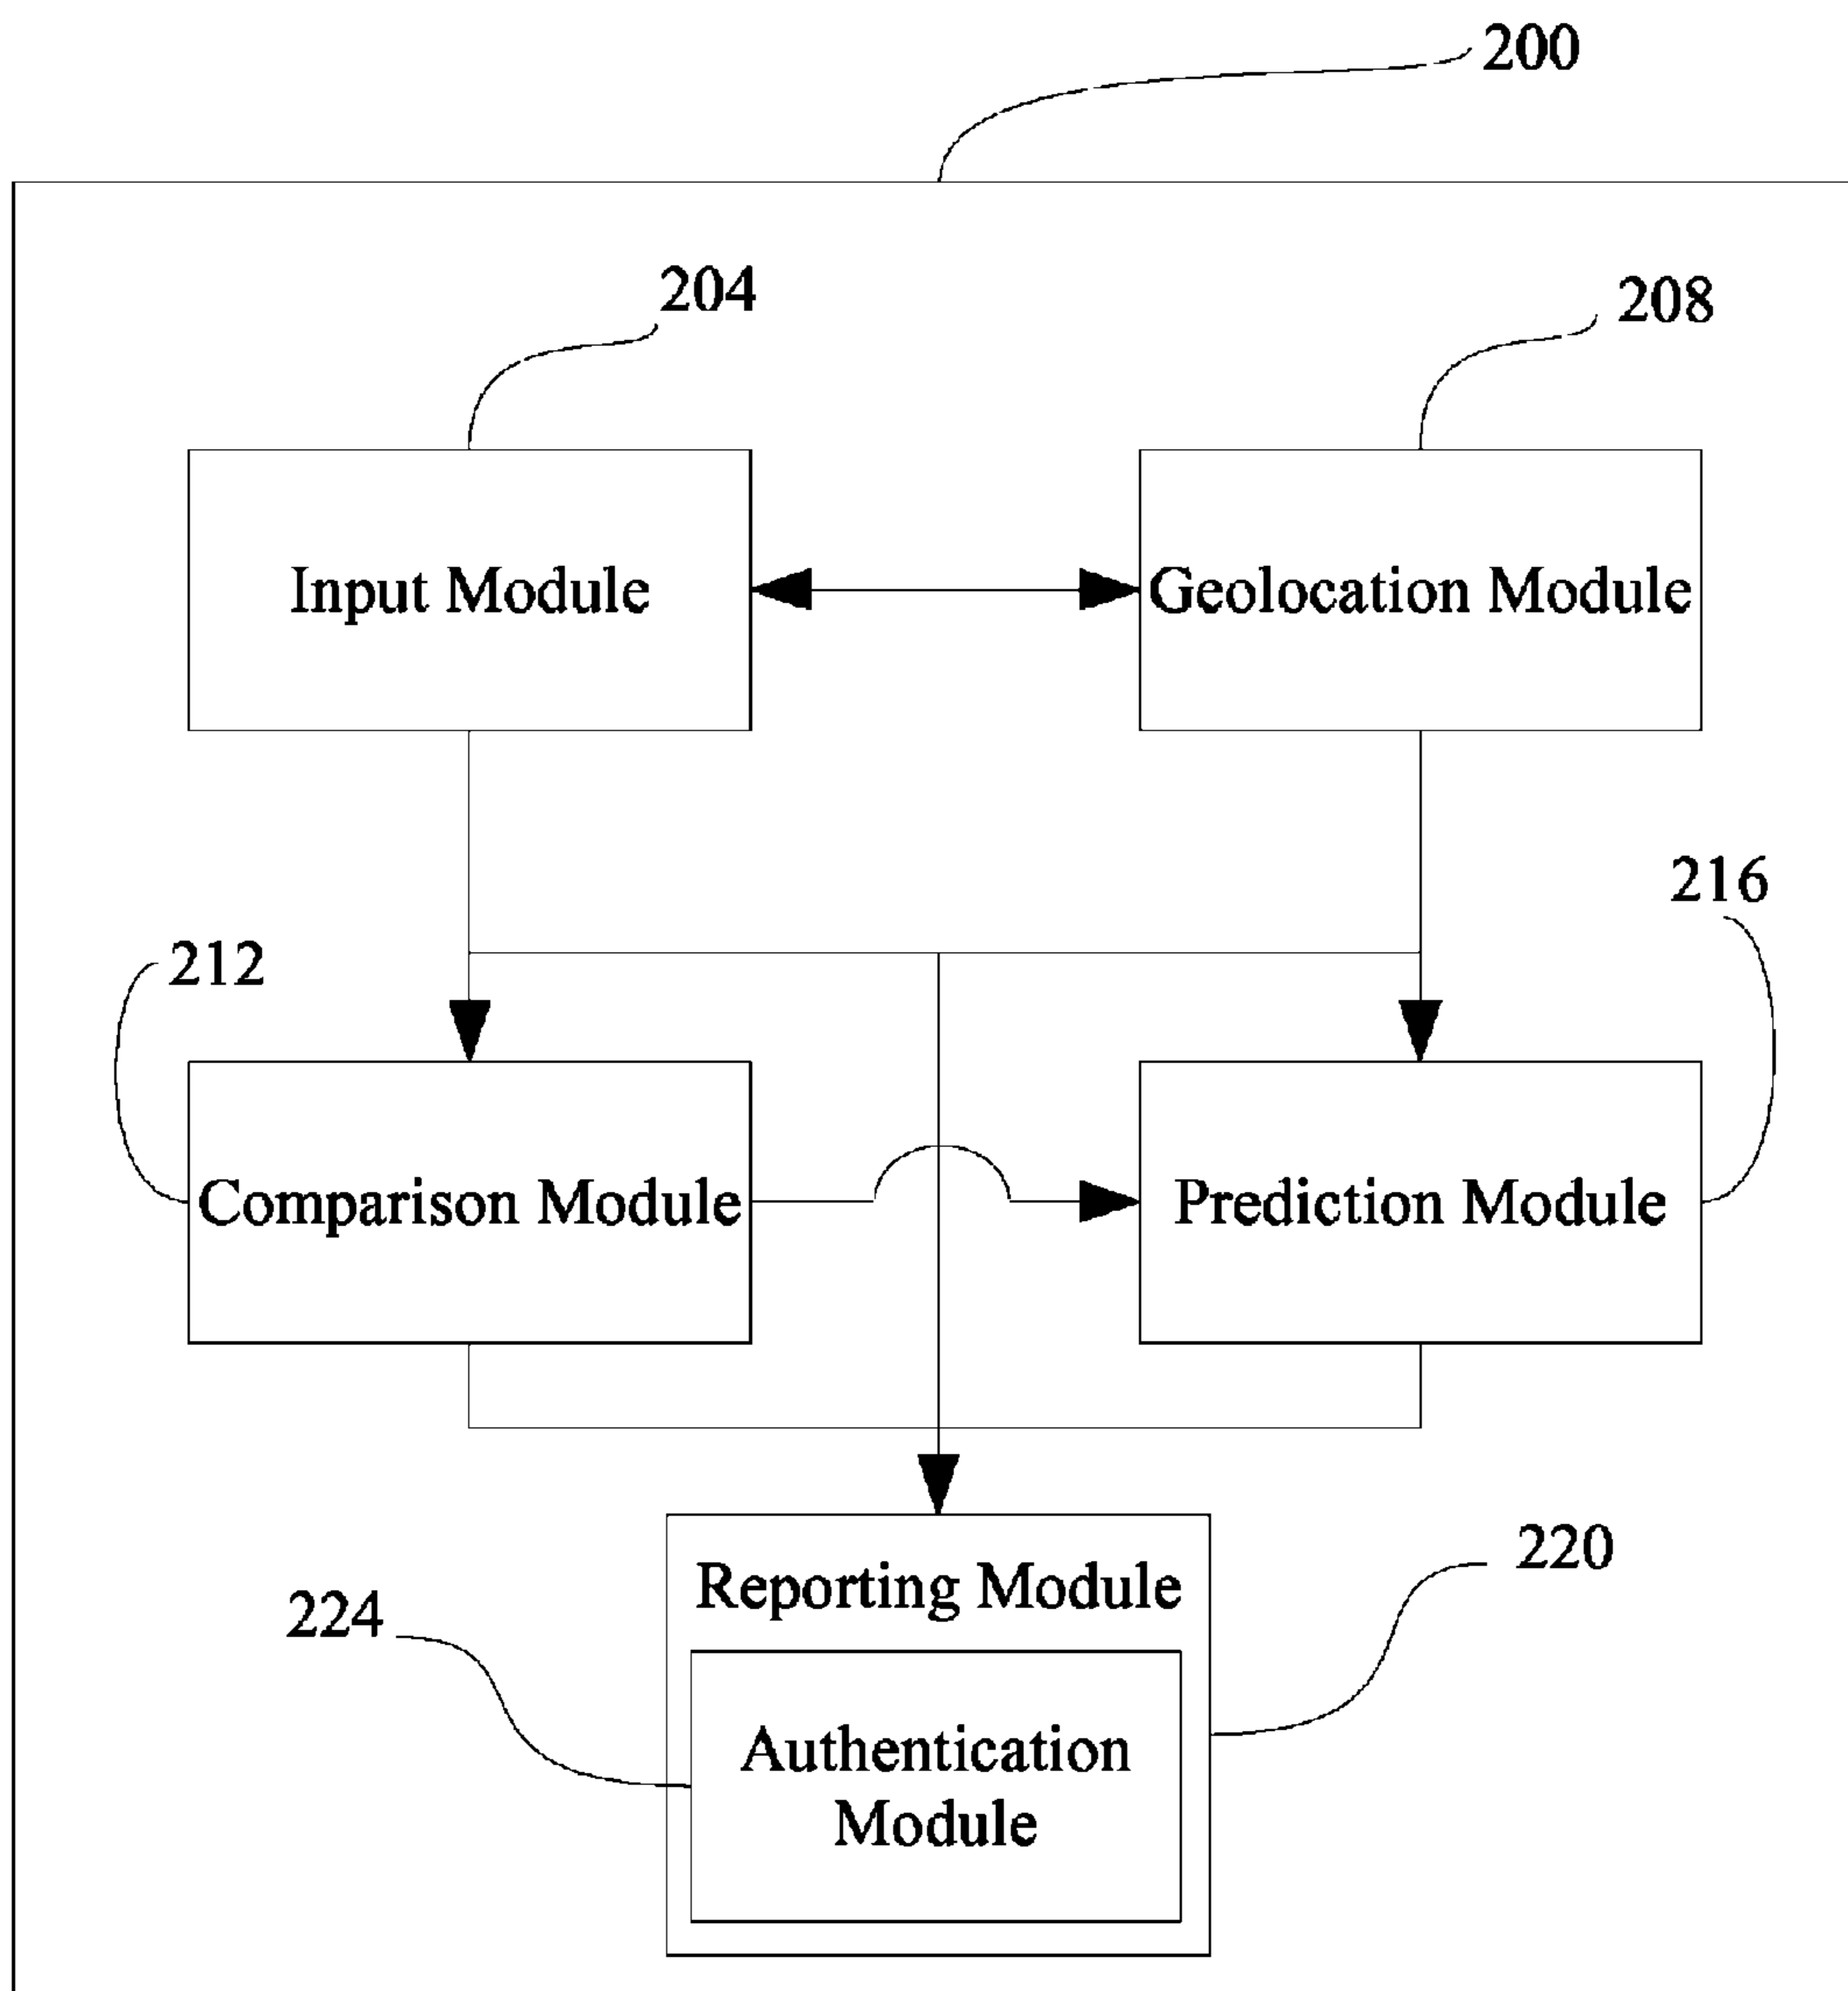 200
204
208
Input Module
Geolocation Module
216
212
Comparison Module
Prediction Module
220
Reporting Module
224
Authentication
Module